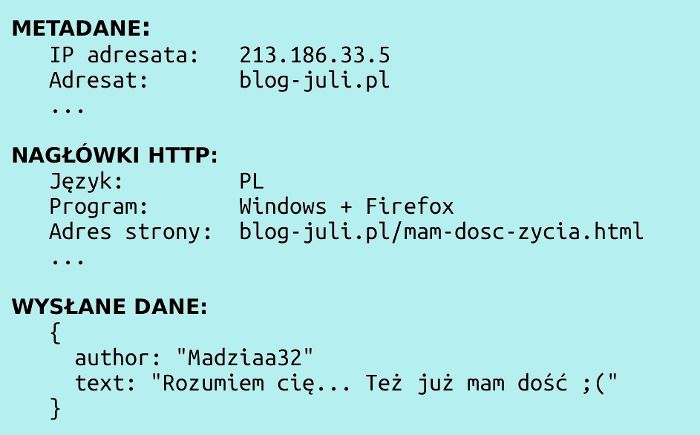 METADANE:
IP adresata: 213.186.33.5
Adresat: blog-juli.pl
...
NAGŁÓWKI HTTP:
Język: PL
Program: Windows + Firefox
Adres strony: blog-juli.pl/mam-dosc-zycia.html
...
WYSŁANE DANE:
{
author: "Madziaa32"
text: "Rozumiem cię... Też już mam dość ;("
}